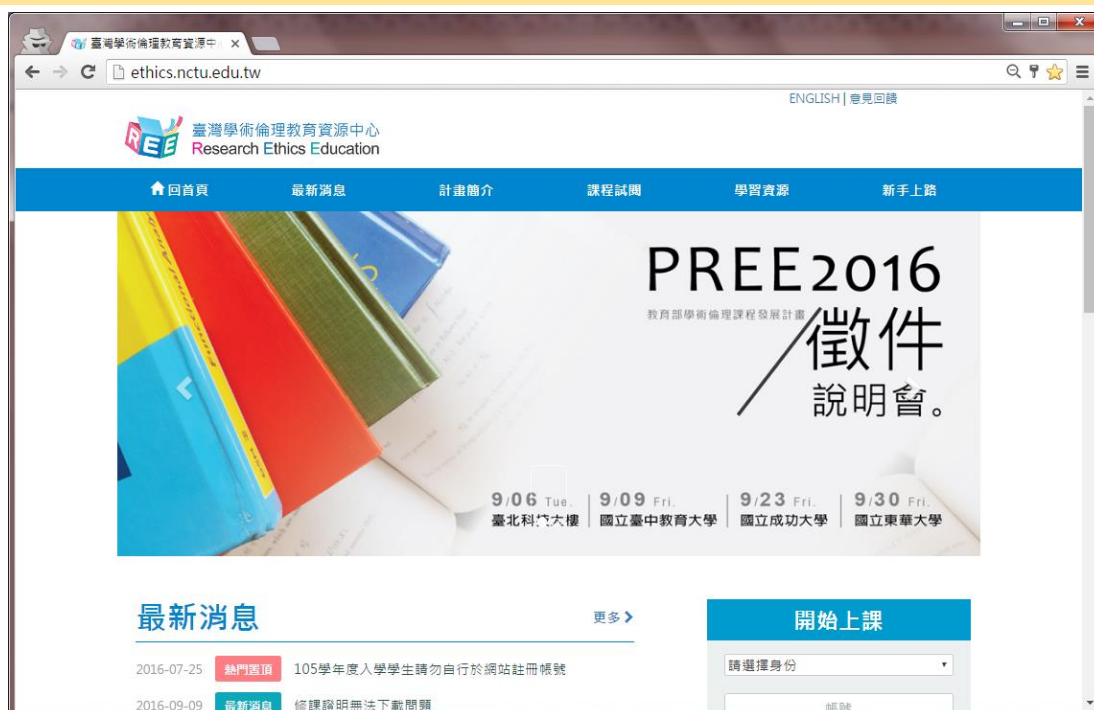 臺灣學術倫理教育資源中
ethics.nctu.edu.tw
ENGLISH | 意見回饋
REE
臺灣學術倫理教育資源中心
Research Ethics Education
回首頁 最新消息 計畫簡介 課程試閱 學習資源 新手上路
PREE2016
教育部學術倫理課程發展計畫
徵件
說明會。
9/06 Tue. 9/09 Fri. 9/23 Fri. 9/30 Fri.
臺北科技大樓 國立臺中教育大學 國立成功大學 國立東華大學
最新消息
更多
開始上課
2016-07-25 熱門置頂 105學年度入學學生請勿自行於網站註冊帳號
請選擇身份
2016-09-09 最新消息 修課證明無法下載問題
帳號